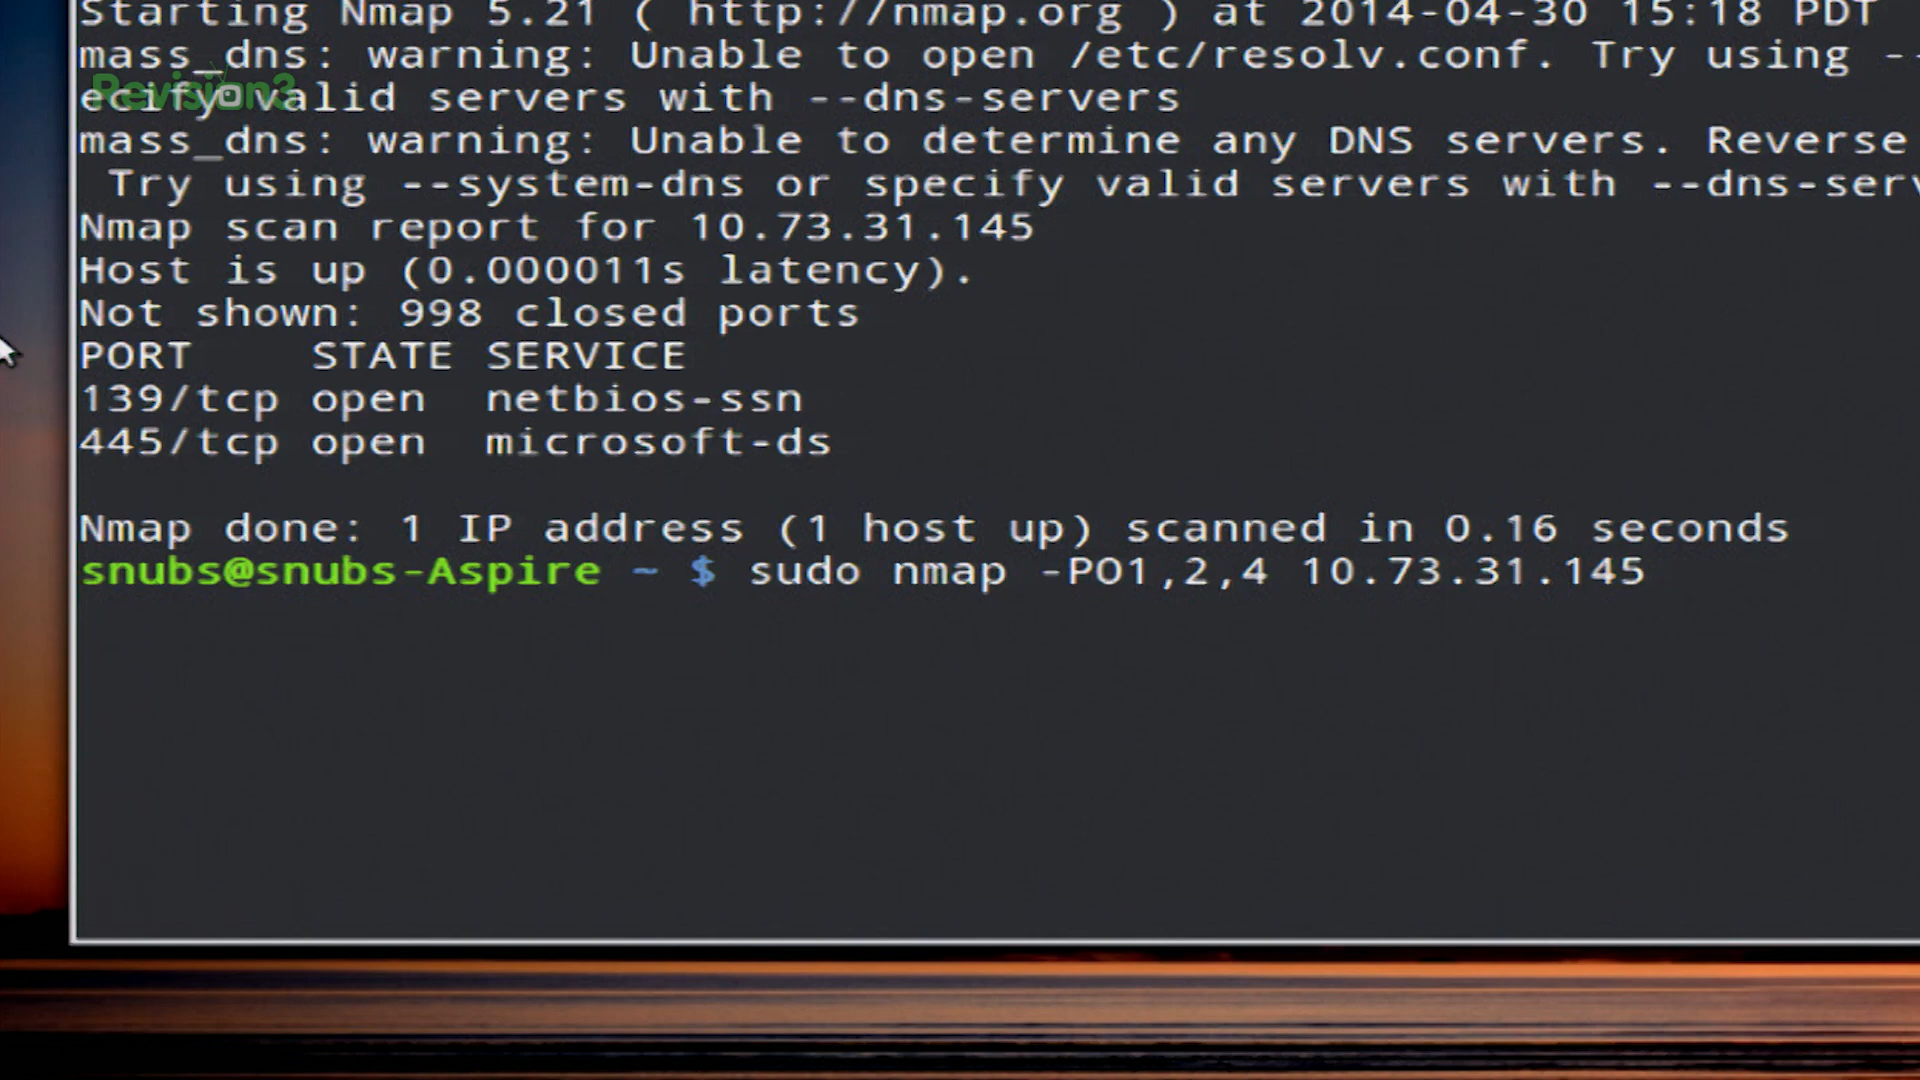 Starting Nmap 5.21 ( http://nmap.org ) at 2014-04-30 15:18 PDT
mass_dns: warning: Unable to open /etc/resolv.conf. Try using --
Revision3
ecify valid servers with --dns-servers
mass_dns: warning: Unable to determine any DNS servers. Reverse
Try using --system-dns or specify valid servers with --dns-serv
Nmap scan report for 10.73.31.145
Host is up (0.000011s latency).
Not shown: 998 closed ports
PORT STATE SERVICE
139/tcp open netbios-ssn
445/tcp open microsoft-ds
Nmap done: 1 IP address (1 host up) scanned in 0.16 seconds
snubs@snubs-Aspire ~ $ sudo nmap -PO1,2,4 10.73.31.145